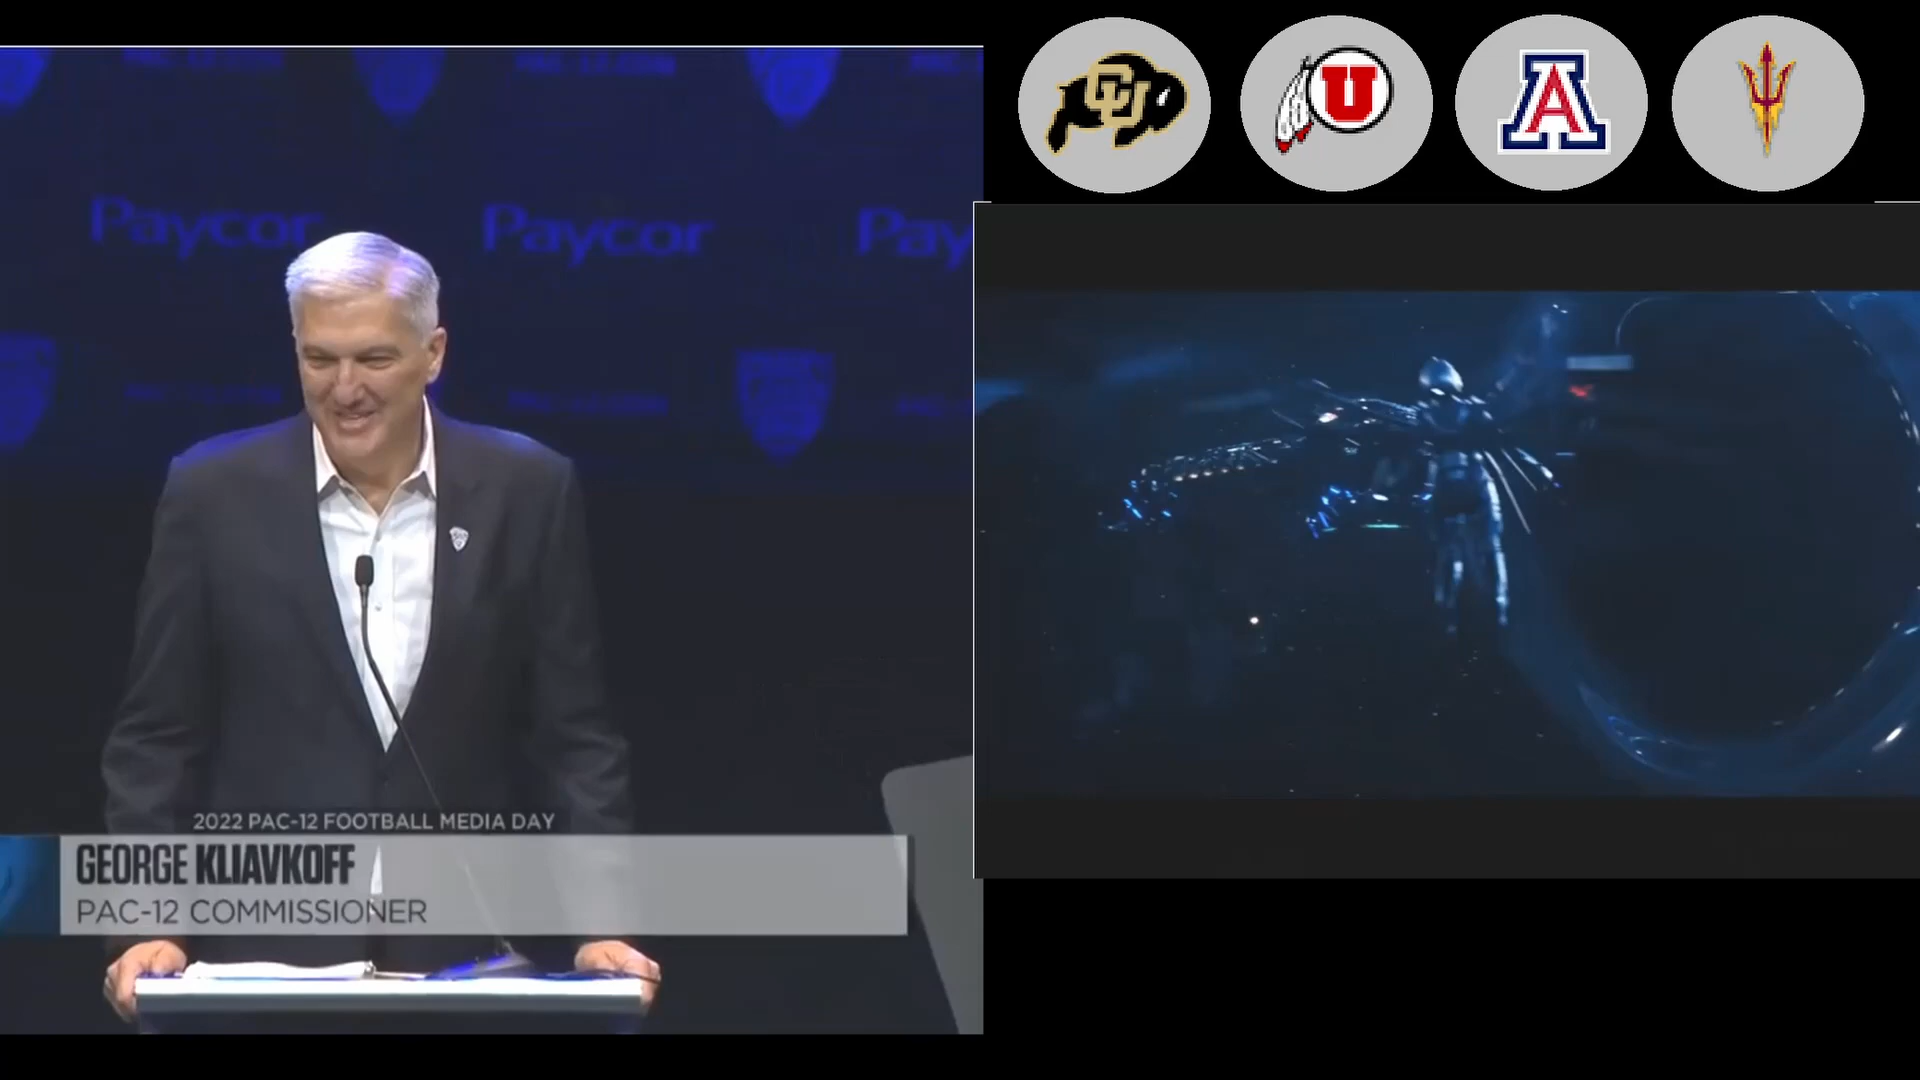 Paycor
Paycor
Pay
CU
U
A
2022 PAC-12 FOOTBALL MEDIA DAY
GEORGE KLIAVKOFF
PAC-12 COMMISSIONER